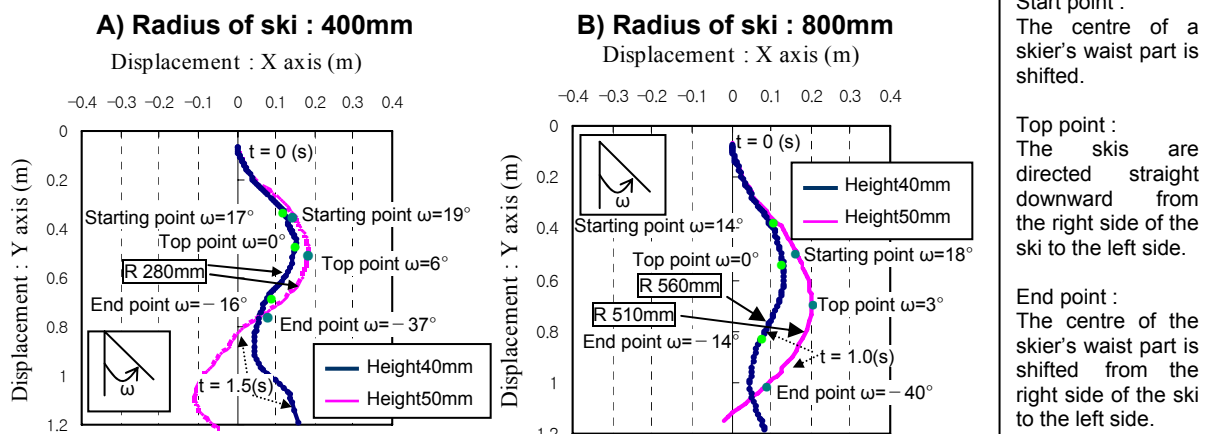 A) Radius of ski : 400mm
Displacement : X axis (m)
−0.4 −0.3 −0.2 −0.1 0 0.1 0.2 0.3 0.4
0
0.2
0.4
0.6
0.8
1
1.2
Displacement : Y axis (m)
t = 0 (s)
Starting point ω=17°
Starting point ω=19°
Top point ω=0°
Top point ω=6°
R 280mm
End point ω=−16°
End point ω=−37°
ω
t = 1.5(s)
Height40mm
Height50mm
B) Radius of ski : 800mm
Displacement : X axis (m)
−0.4 −0.3 −0.2 −0.1 0 0.1 0.2 0.3 0.4
0
0.2
0.4
0.6
0.8
1
1.2
Displacement : Y axis (m)
ω
t = 0 (s)
Height40mm
Height50mm
Starting point ω=14°
Starting point ω=18°
Top point ω=0°
R 560mm
Top point ω=3°
R 510mm
End point ω=−14°
t = 1.0(s)
End point ω=−40°
Start point :
The centre of a
skier's waist part is
shifted.
Top point :
The skis are
directed straight
downward from
the right side of the
ski to the left side.
End point :
The centre of the
skier's waist part is
shifted from the
right side of the ski
to the left side.